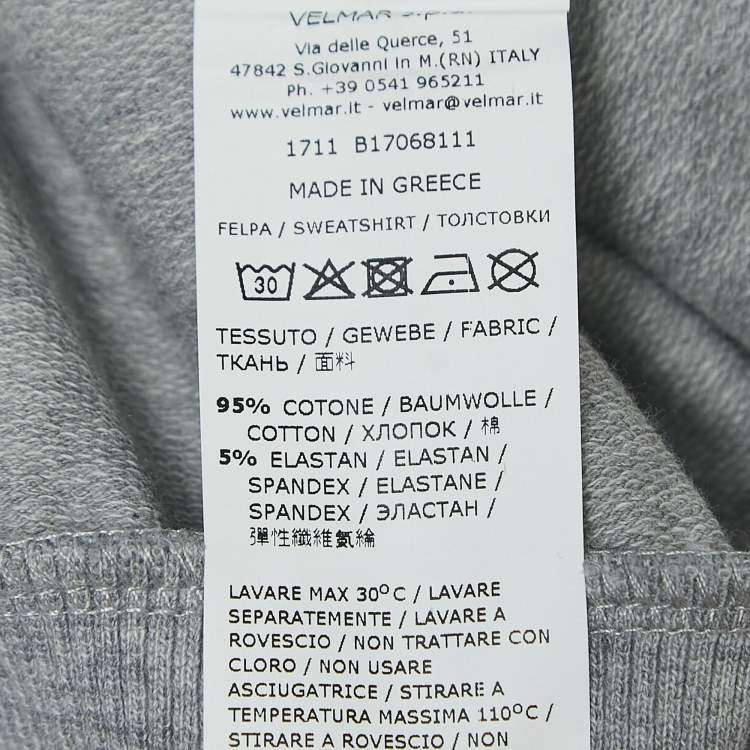 VELMAR s.p.a.
Via delle Querce, 51
47842 S.Giovanni in M.(RN) ITALY
Ph. +39 0541 965211
www.velmar.it - velmar@velmar.it
1711 B17068111
MADE IN GREECE
FELPA / SWEATSHIRT / ТОЛСТОВКИ
30
TESSUTO / GEWEBE / FABRIC /
ТКАНЬ / 面料
95% COTONE / BAUMWOLLE /
COTTON / ХЛОПОК / 棉
5% ELASTAN / ELASTAN /
SPANDEX / ELASTANE /
SPANDEX / ЭЛАСТАН /
彈性纖維氨綸
LAVARE MAX 30°C / LAVARE
SEPARATEMENTE / LAVARE A
ROVESCIO / NON TRATTARE CON
CLORO / NON USARE
ASCIUGATRICE / STIRARE A
TEMPERATURA MASSIMA 110°C /
STIRARE A ROVESCIO / NON